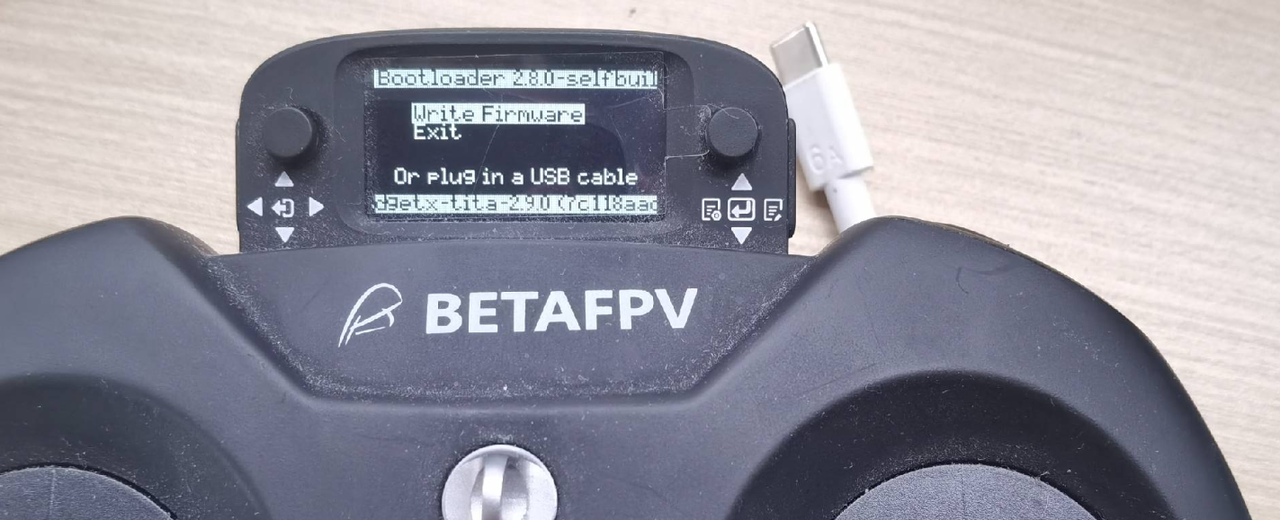 Bootloader 2.8.0-selfbuil
Write Firmware
Exit
Or plug in a USB cable
dgetx-tita-2.9.0 (7c118aad
BETAFPV
6A